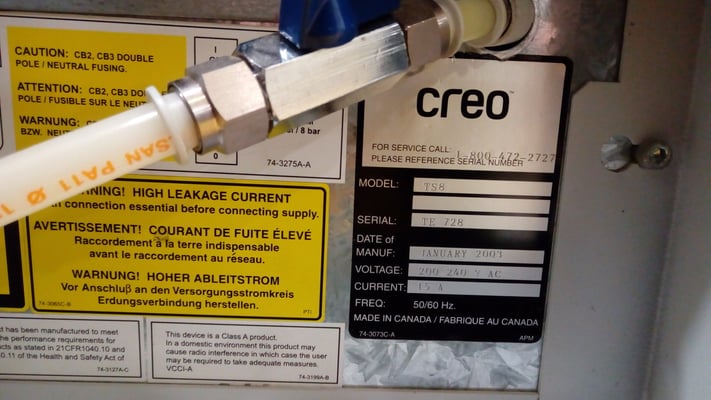 CAUTION: CB2, CB3 DOUBLE
POLE / NEUTRAL FUSING.
ATTENTION: CB2, CB3
POLE / FUSIBLE SUR LE
WARNING:
BZW.
I
/ 8 bar
0
74-3275A-A
SAN PA11 Ø
HIGH LEAKAGE CURRENT
connection essential before connecting supply.
AVERTISSEMENT! COURANT DE FUITE ÉLEVÉ
Raccordement à la terre indispensable
avant le raccordement au réseau.
WARNUNG! HOHER ABLEITSTROM
Vor Anschluß an den Versorgungsstromkreis
Erdungsverbindung herstellen.
74-3065C-B
PTI
has been manufactured to meet
performance requirements for
as stated in 21CFR1040.10 and
.11 of the Health and Safety Act of
74-3127A-C
This device is a Class A product.
In a domestic environment this product may
cause radio interference in which case the user
may be required to take adequate measures.
VCCI-A
74-3199A-B
creo™
FOR SERVICE CALL: 1-800-472-2727
PLEASE REFERENCE SERIAL NUMBER
MODEL: TS8
SERIAL: TE 728
DATE of
MANUF: JANUARY 2003
VOLTAGE: 200 240 V AC
CURRENT: 15 A
FREQ: 50/60 Hz.
MADE IN CANADA / FABRIQUE AU CANADA
74-3073C-A
APM